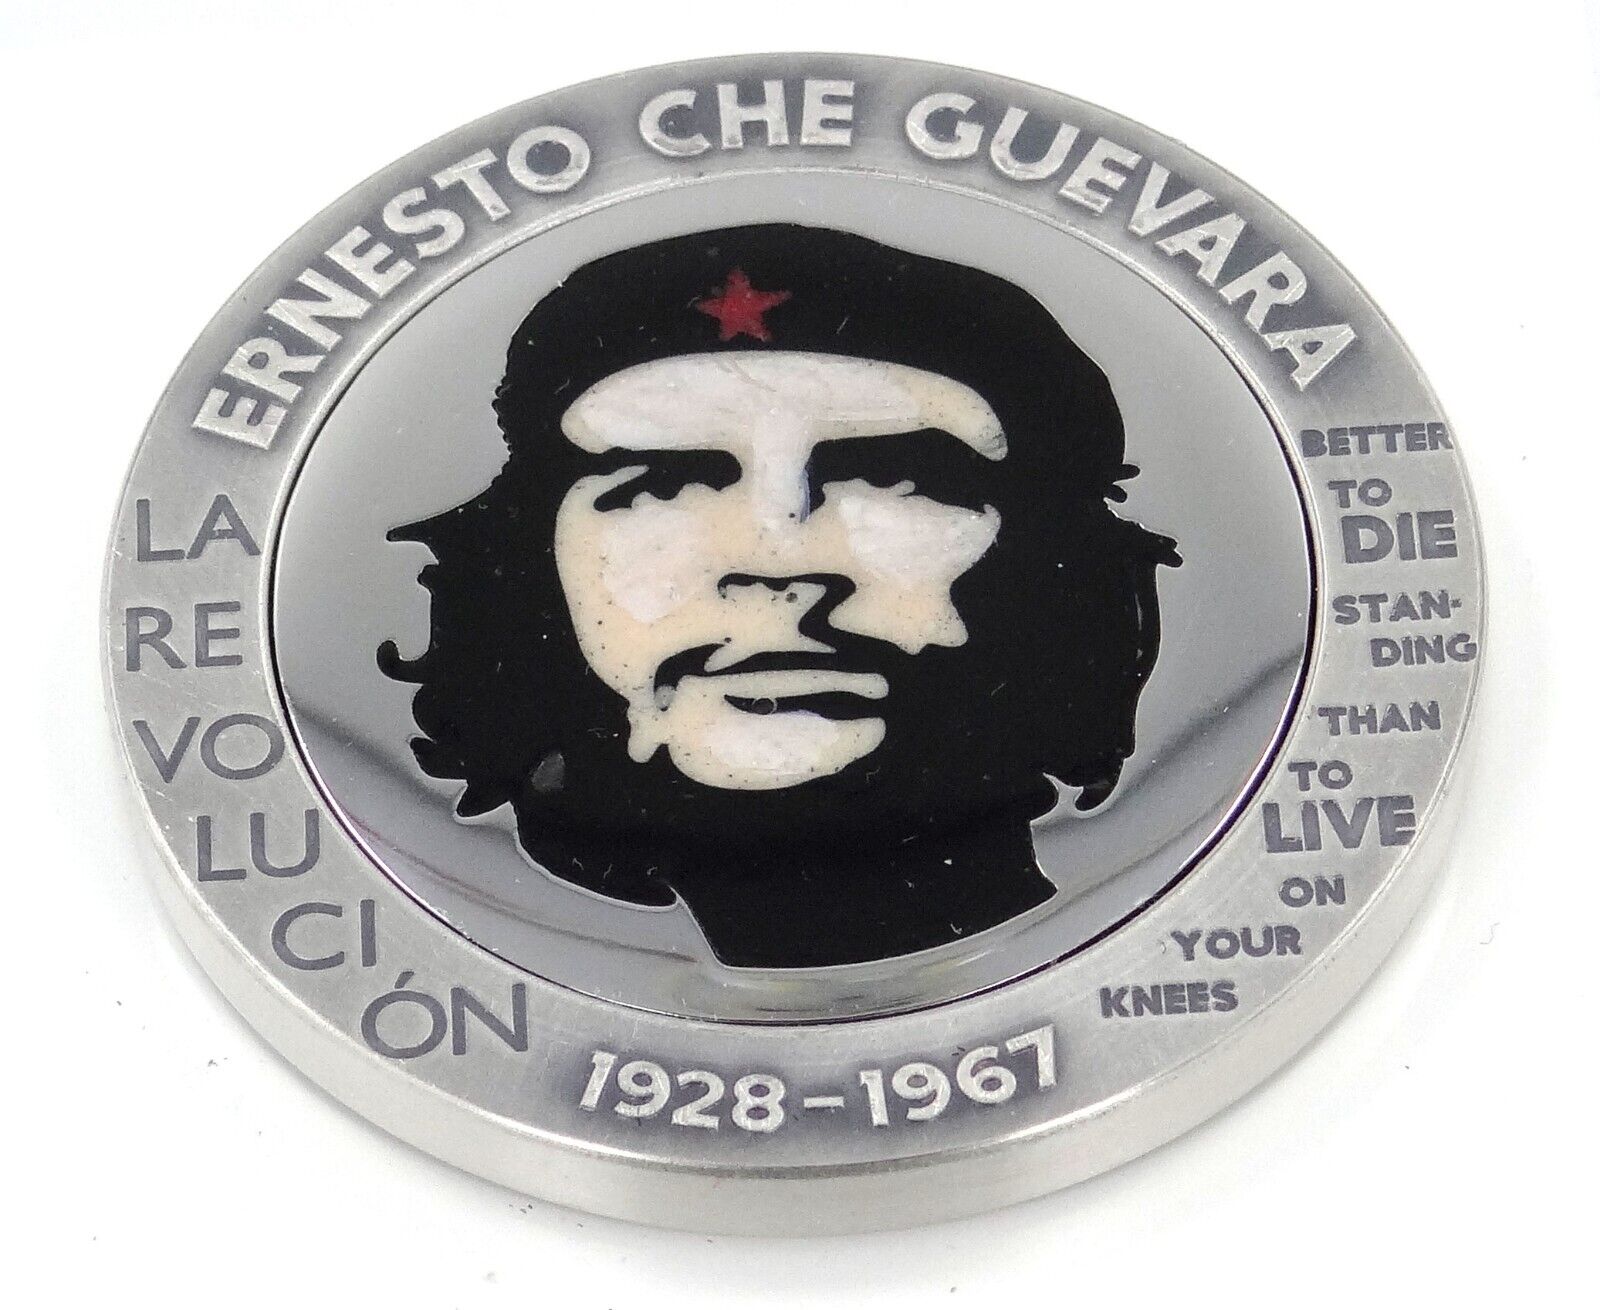 ERNESTO CHE GUEVARA
LA
RE
VO
LU
CI
ÓN
BETTER
TO
DIE
STAN-
DING
THAN
TO
LIVE
ON
YOUR
KNEES
1928-1967